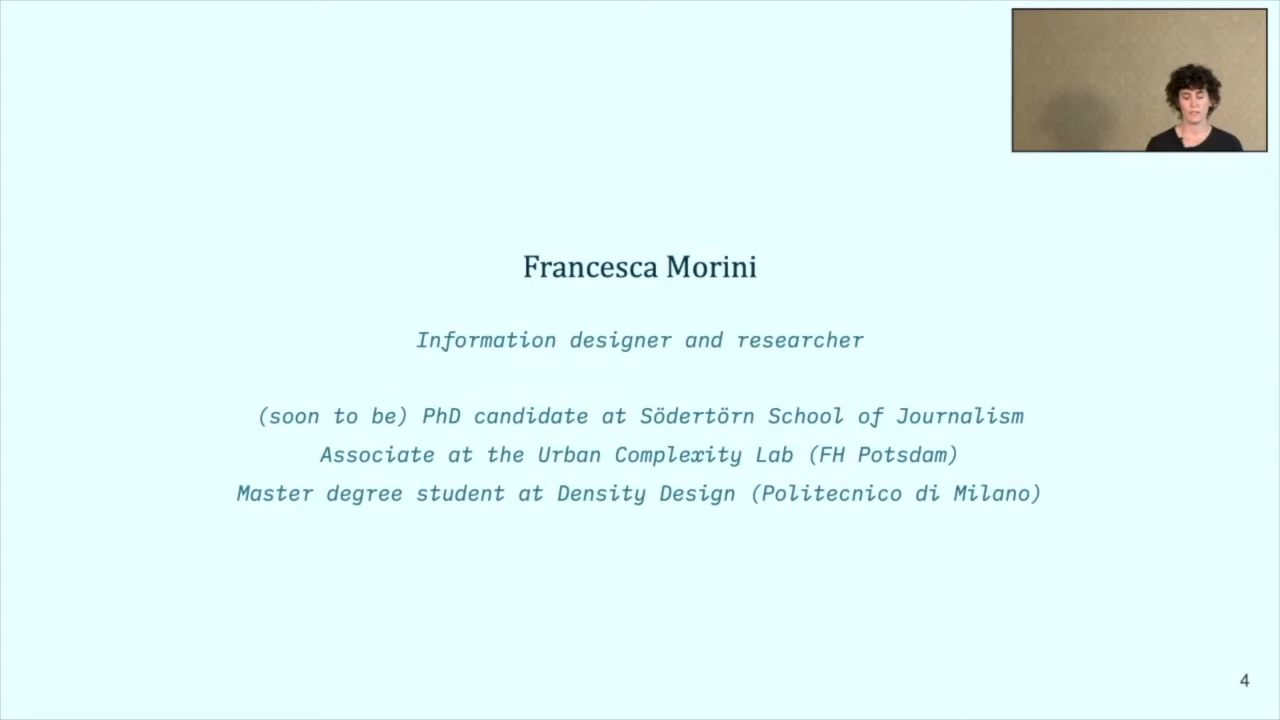 Francesca Morini
Information designer and researcher
(soon to be) PhD candidate at Södertörn School of Journalism
Associate at the Urban Complexity Lab (FH Potsdam)
Master degree student at Density Design (Politecnico di Milano)
4